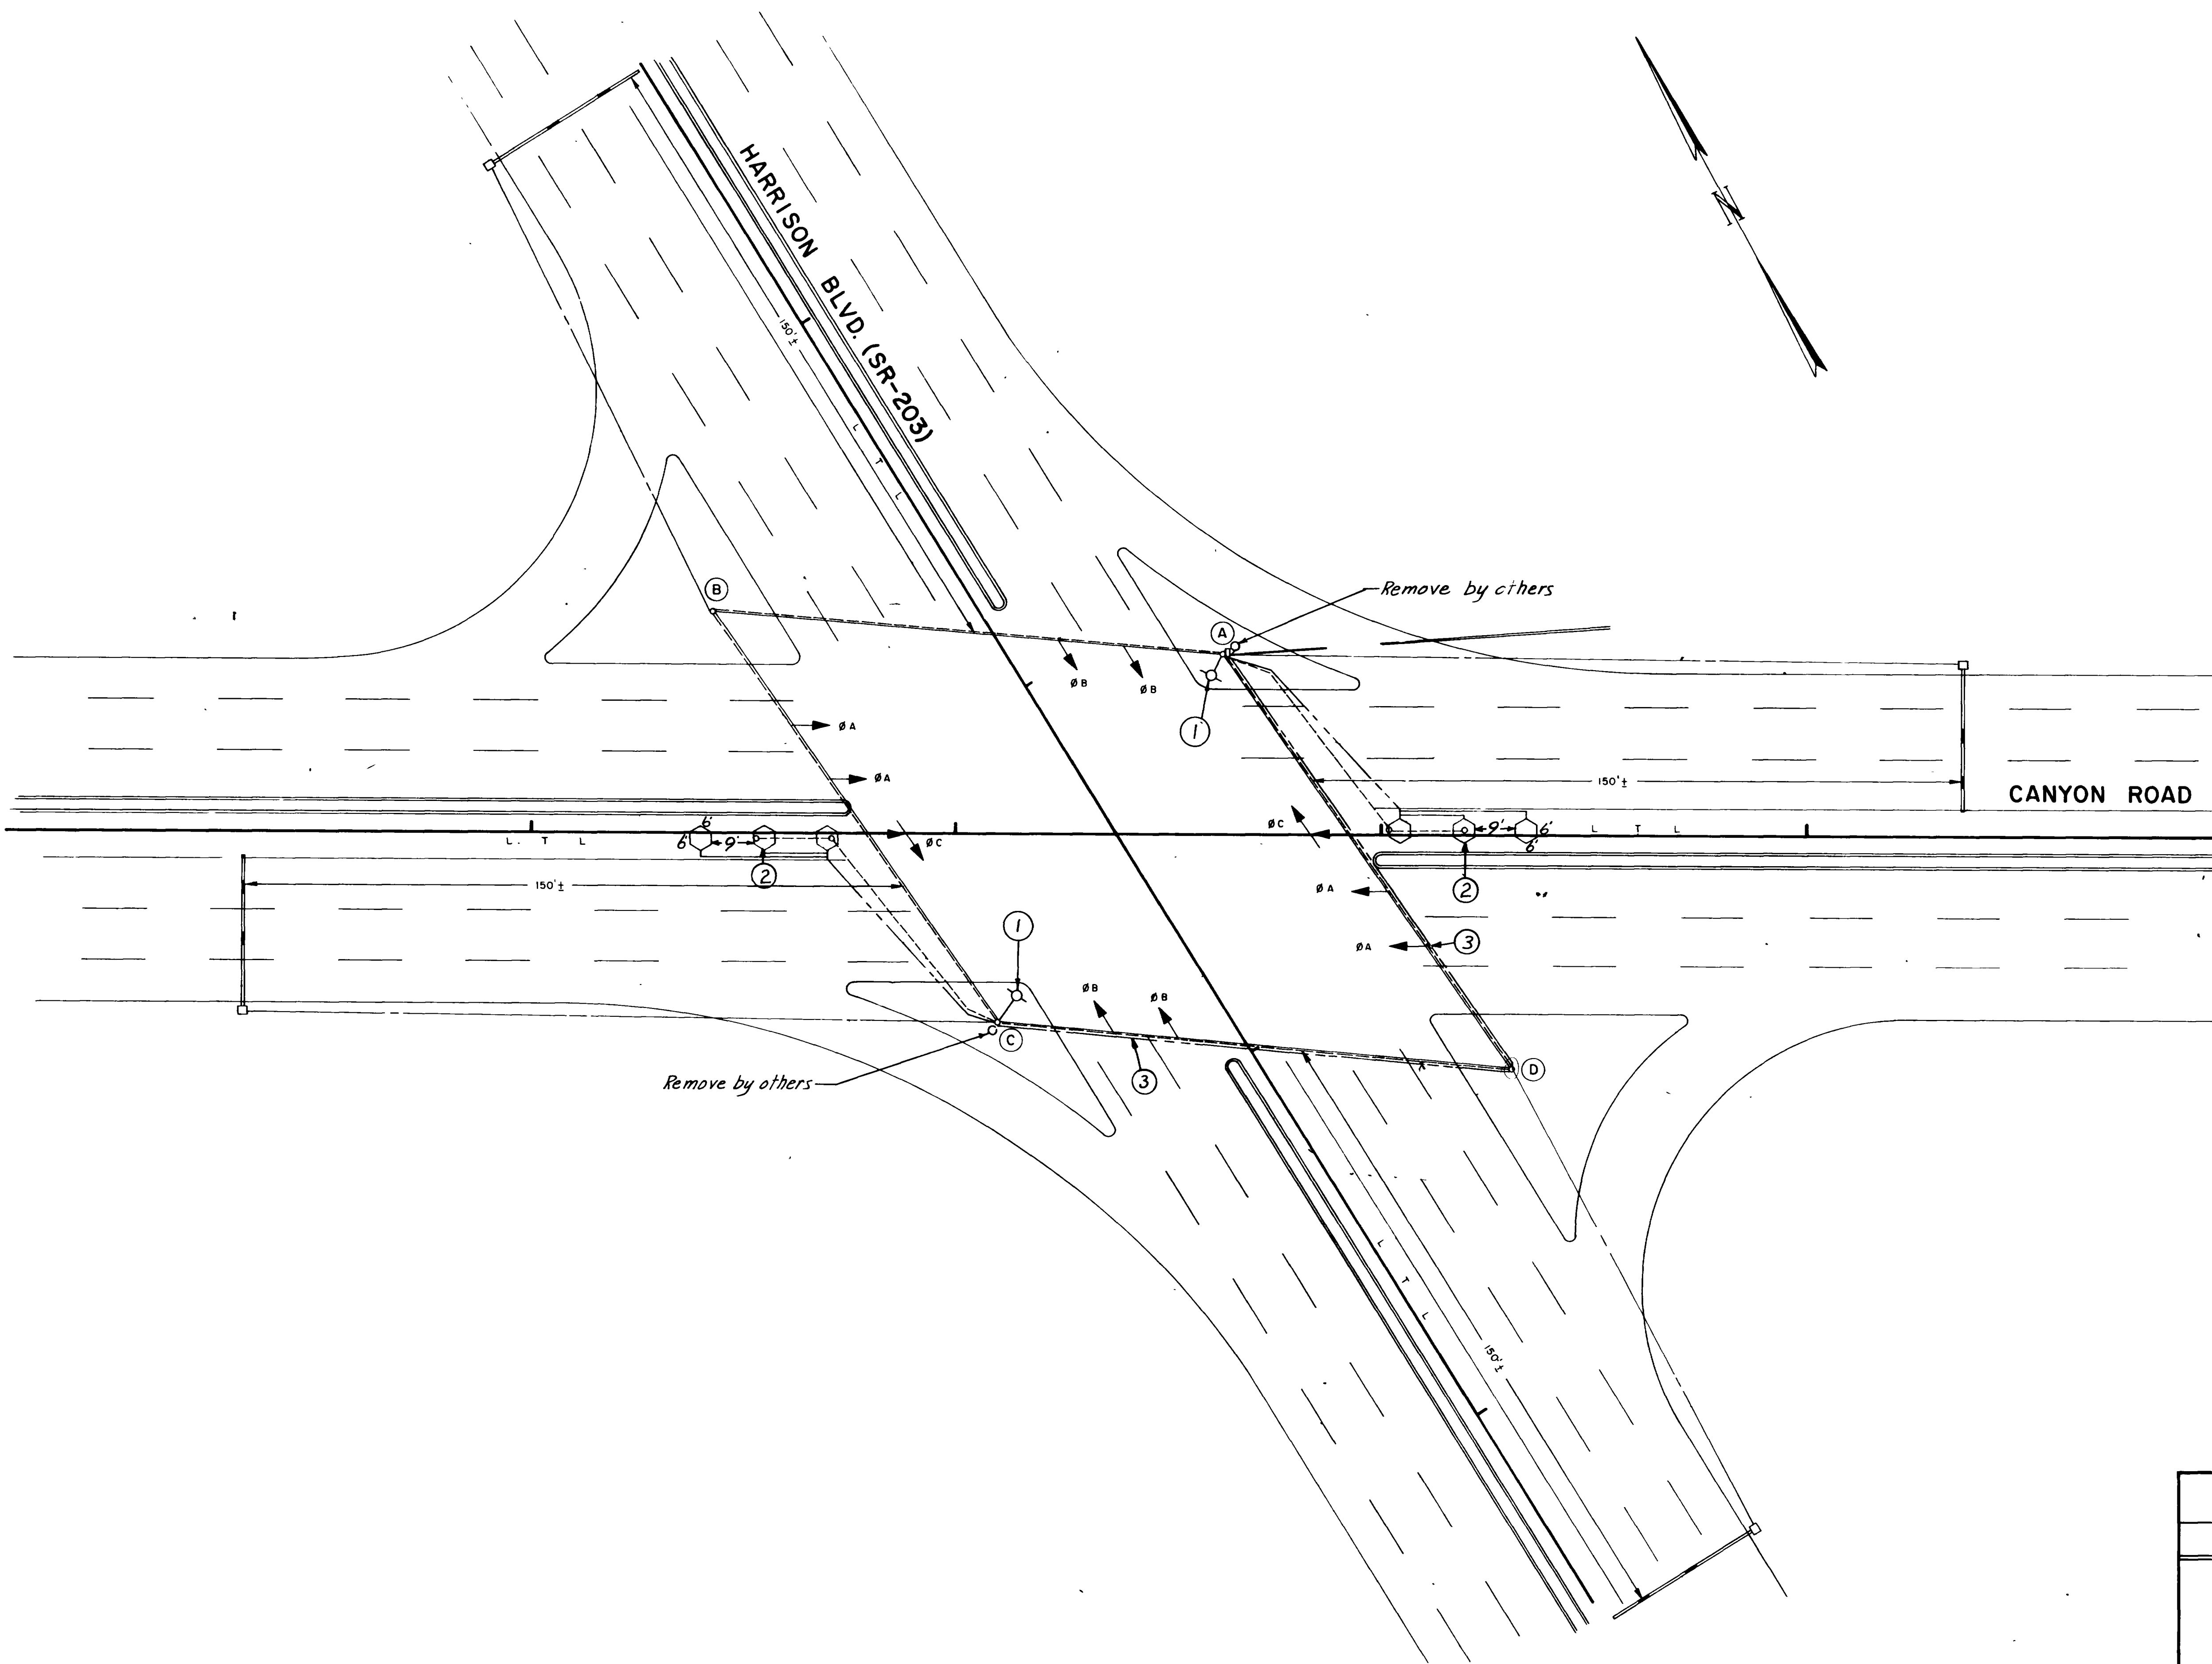 N
HARRISON BLVD. (SR-203)
150'±
L T L
B
Remove by others
A
ØB
ØB
1
ØA
ØA
150'±
CANYON ROAD
6'
6'
9'
L. T L
ØC
ØC
9'
6'
6'
L T L
2
2
150'±
ØA
ØA
3
1
ØB
ØB
C
D
Remove by others
3
L T L
150'±